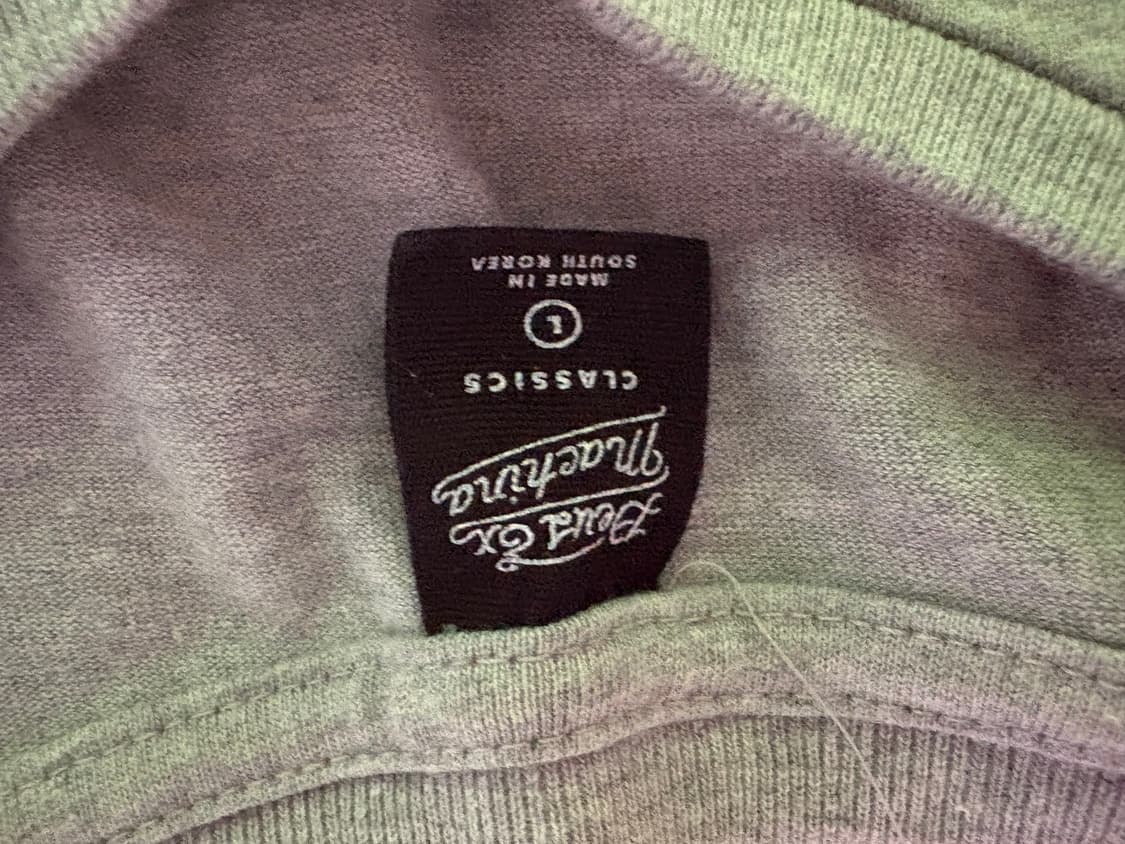 Deus Ex
Machina
CLASSICS
L
MADE IN
SOUTH KOREA